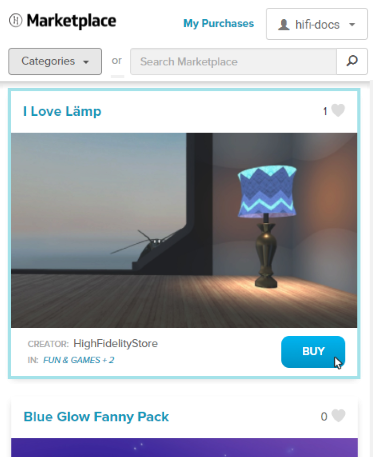 Marketplace
My Purchases
hifi-docs
Categories
or
Search Marketplace
I Love Lämp
1
CREATOR: HighFidelityStore
IN: FUN & GAMES + 2
BUY
Blue Glow Fanny Pack
0